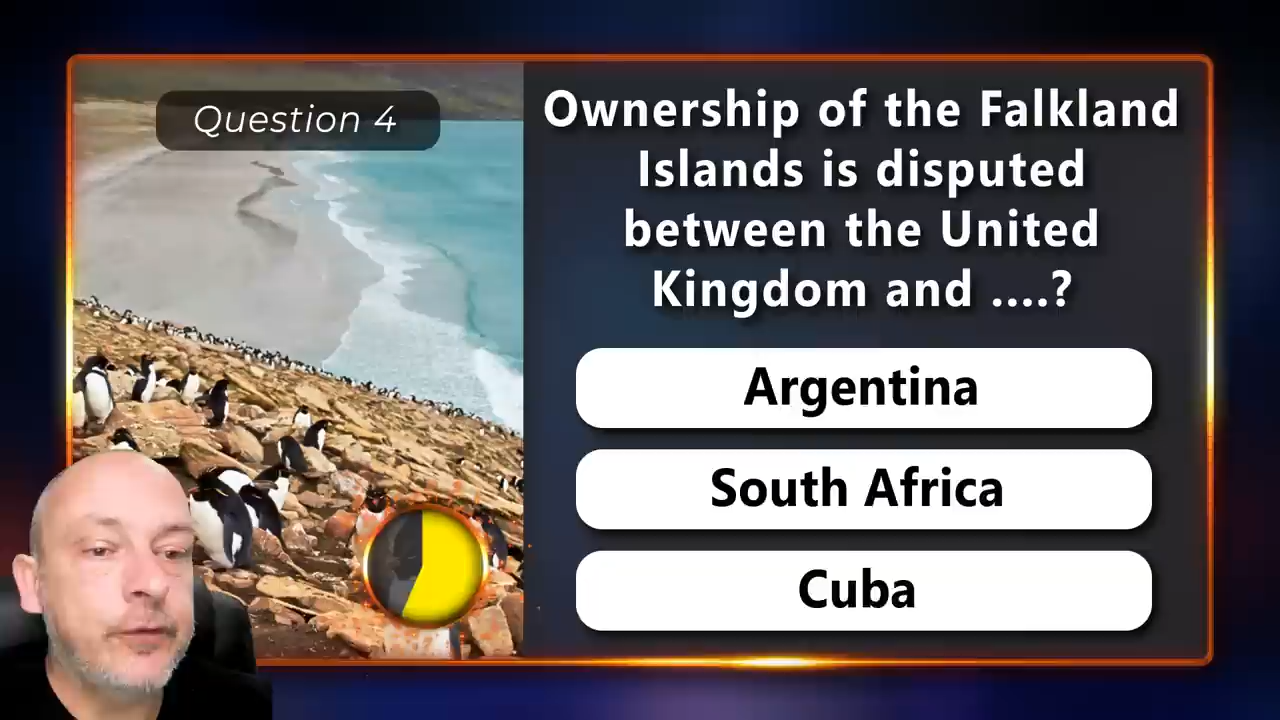 Question 4
Ownership of the Falkland
Islands is disputed
between the United
Kingdom and ....?
Argentina
South Africa
Cuba